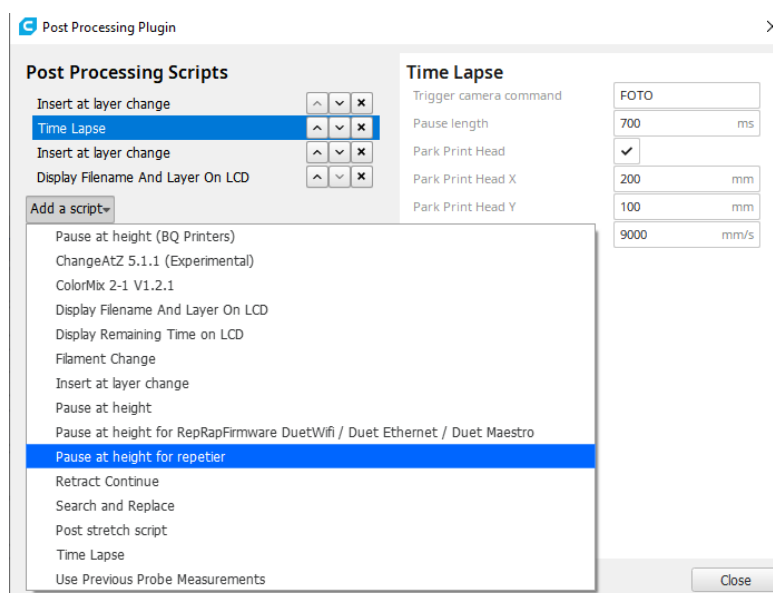 Post Processing Plugin
Post Processing Scripts
Insert at layer change
Time Lapse
Insert at layer change
Display Filename And Layer On LCD
Add a script
Pause at height (BQ Printers)
ChangeAtZ 5.1.1 (Experimental)
ColorMix 2-1 V1.2.1
Display Filename And Layer On LCD
Display Remaining Time on LCD
Filament Change
Insert at layer change
Pause at height
Pause at height for RepRapFirmware DuetWifi / Duet Ethernet / Duet Maestro
Pause at height for repetier
Retract Continue
Search and Replace
Post stretch script
Time Lapse
Use Previous Probe Measurements
Time Lapse
Trigger camera command FOTO
Pause length 700 ms
Park Print Head
Park Print Head X 200 mm
Park Print Head Y 100 mm
9000 mm/s
Close